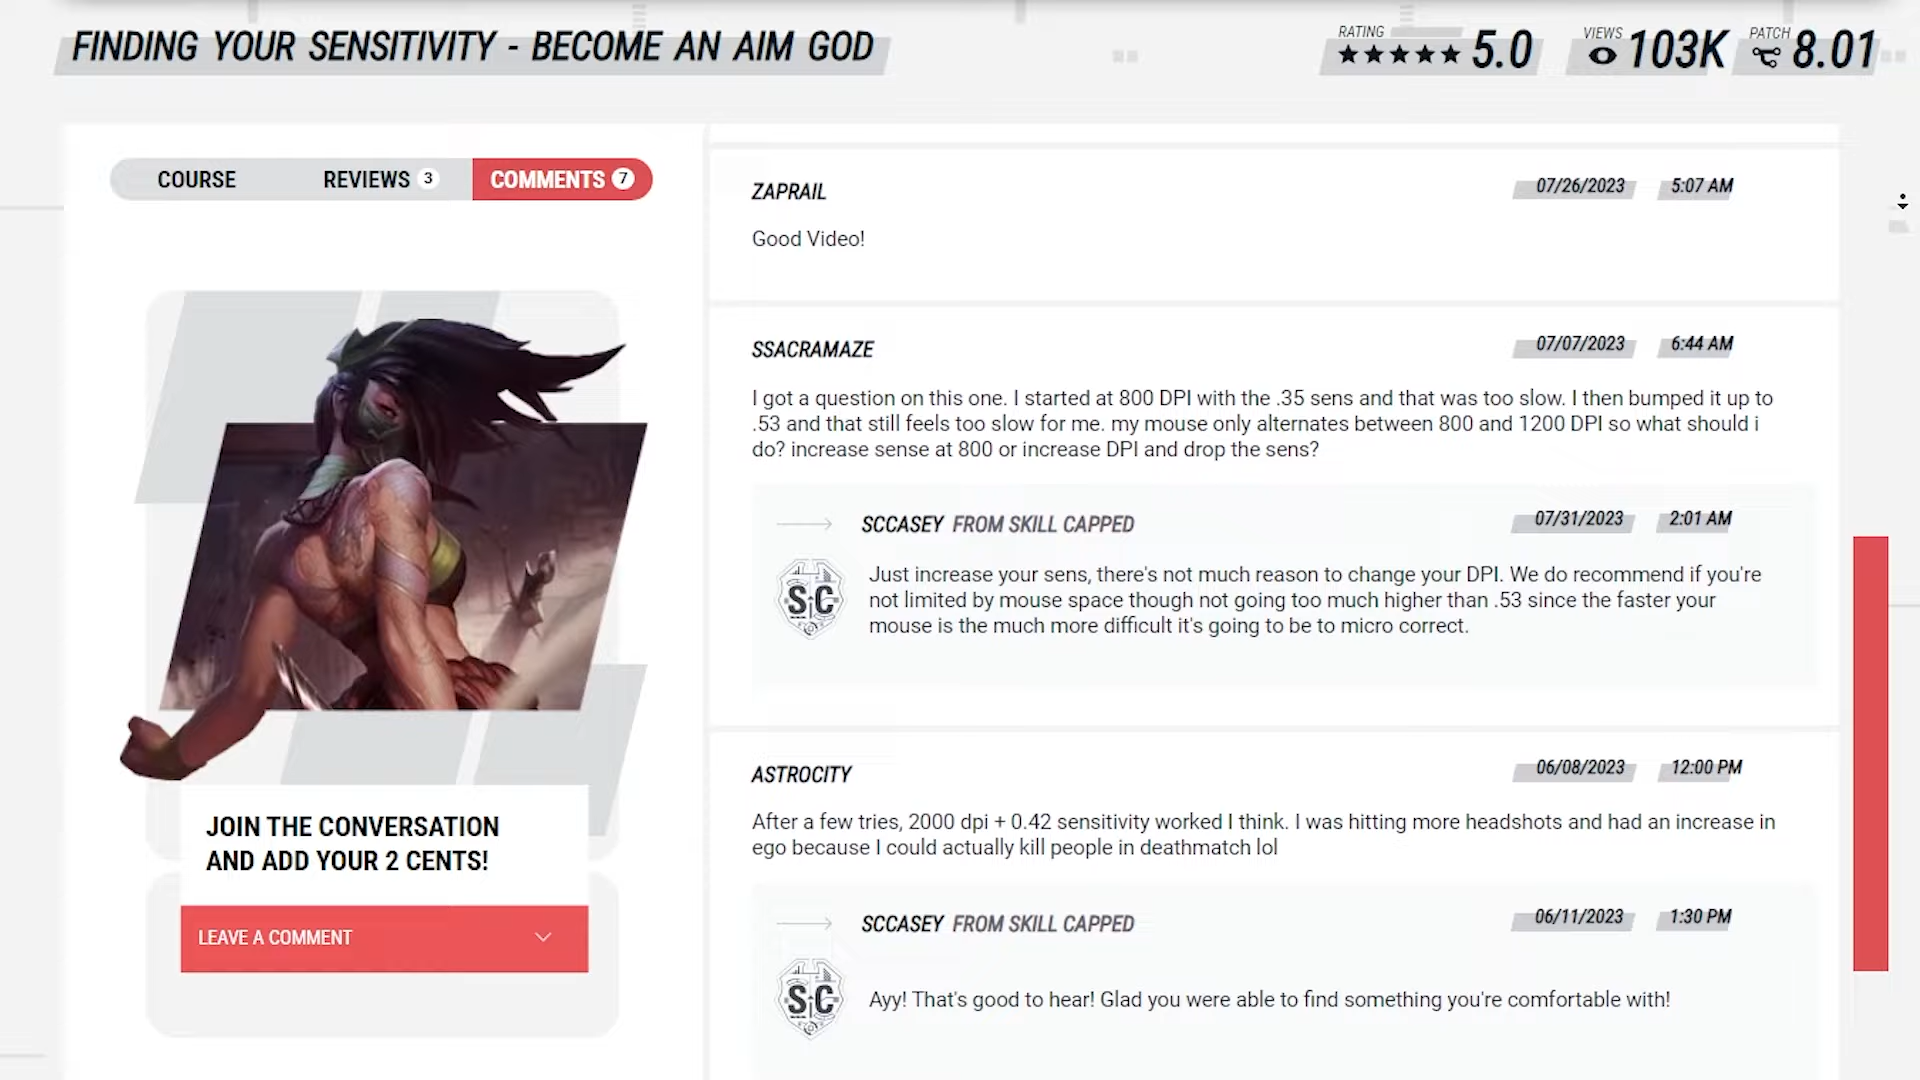 FINDING YOUR SENSITIVITY - BECOME AN AIM GOD
RATING
5.0
VIEWS
103K
PATCH
8.01
COURSE
REVIEWS 3
COMMENTS 7
ZAPRAIL
07/26/2023 5:07 AM
Good Video!
SSACRAMAZE
07/07/2023 6:44 AM
I got a question on this one. I started at 800 DPI with the .35 sens and that was too slow. I then bumped it up to
.53 and that still feels too slow for me. my mouse only alternates between 800 and 1200 DPI so what should i
do? increase sense at 800 or increase DPI and drop the sens?
SCCASEY FROM SKILL CAPPED
07/31/2023 2:01 AM
SC
Just increase your sens, there's not much reason to change your DPI. We do recommend if you're
not limited by mouse space though not going too much higher than .53 since the faster your
mouse is the much more difficult it's going to be to micro correct.
ASTROCITY
06/08/2023 12:00 PM
After a few tries, 2000 dpi + 0.42 sensitivity worked I think. I was hitting more headshots and had an increase in
ego because I could actually kill people in deathmatch lol
SCCASEY FROM SKILL CAPPED
06/11/2023 1:30 PM
SC
Ayy! That's good to hear! Glad you were able to find something you're comfortable with!
JOIN THE CONVERSATION
AND ADD YOUR 2 CENTS!
LEAVE A COMMENT